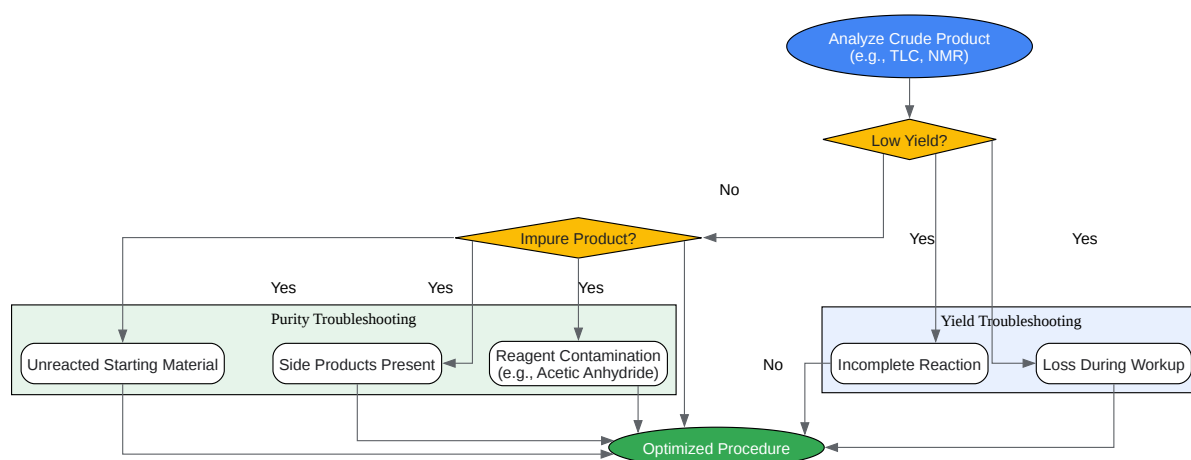 Analyze Crude Product
(e.g., TLC, NMR)
Low Yield?
No
Impure Product?
Yes
Yes
Yes
Yes
Yes
Purity Troubleshooting
Yield Troubleshooting
Unreacted Starting Material
Side Products Present
Reagent Contamination
(e.g., Acetic Anhydride)
No
Incomplete Reaction
Loss During Workup
Optimized Procedure